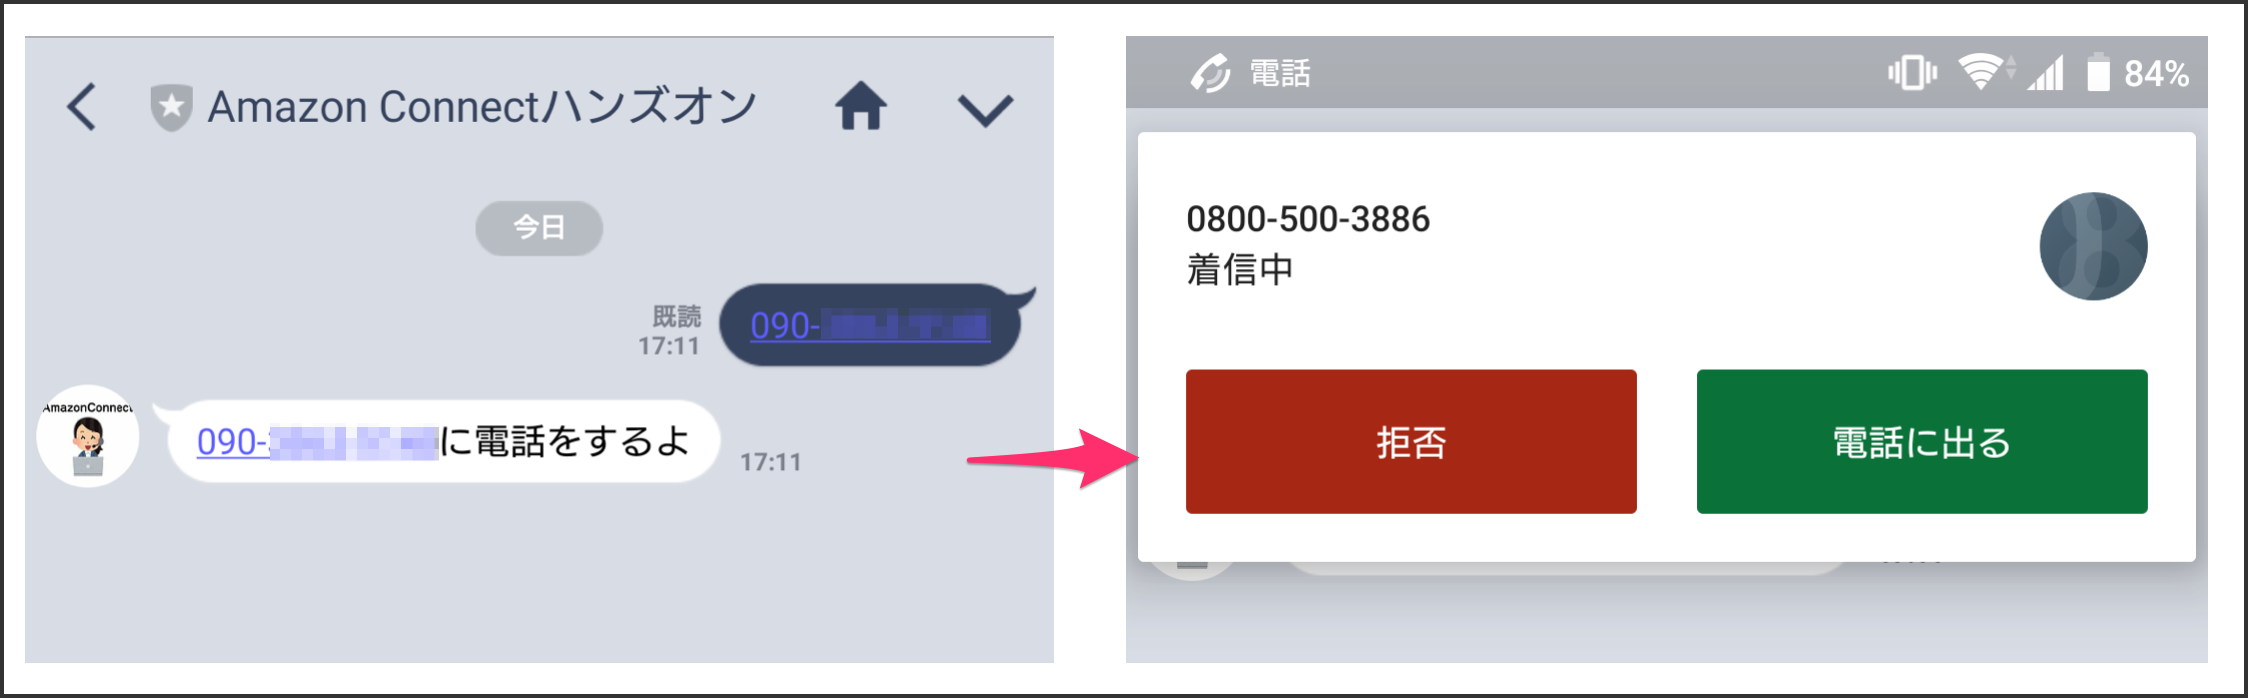 Amazon Connectハンズオン
今日
既読
17:11
090-
AmazonConnect
090-
に電話をするよ
17:11
電話
84%
0800-500-3886
着信中
拒否
電話に出る